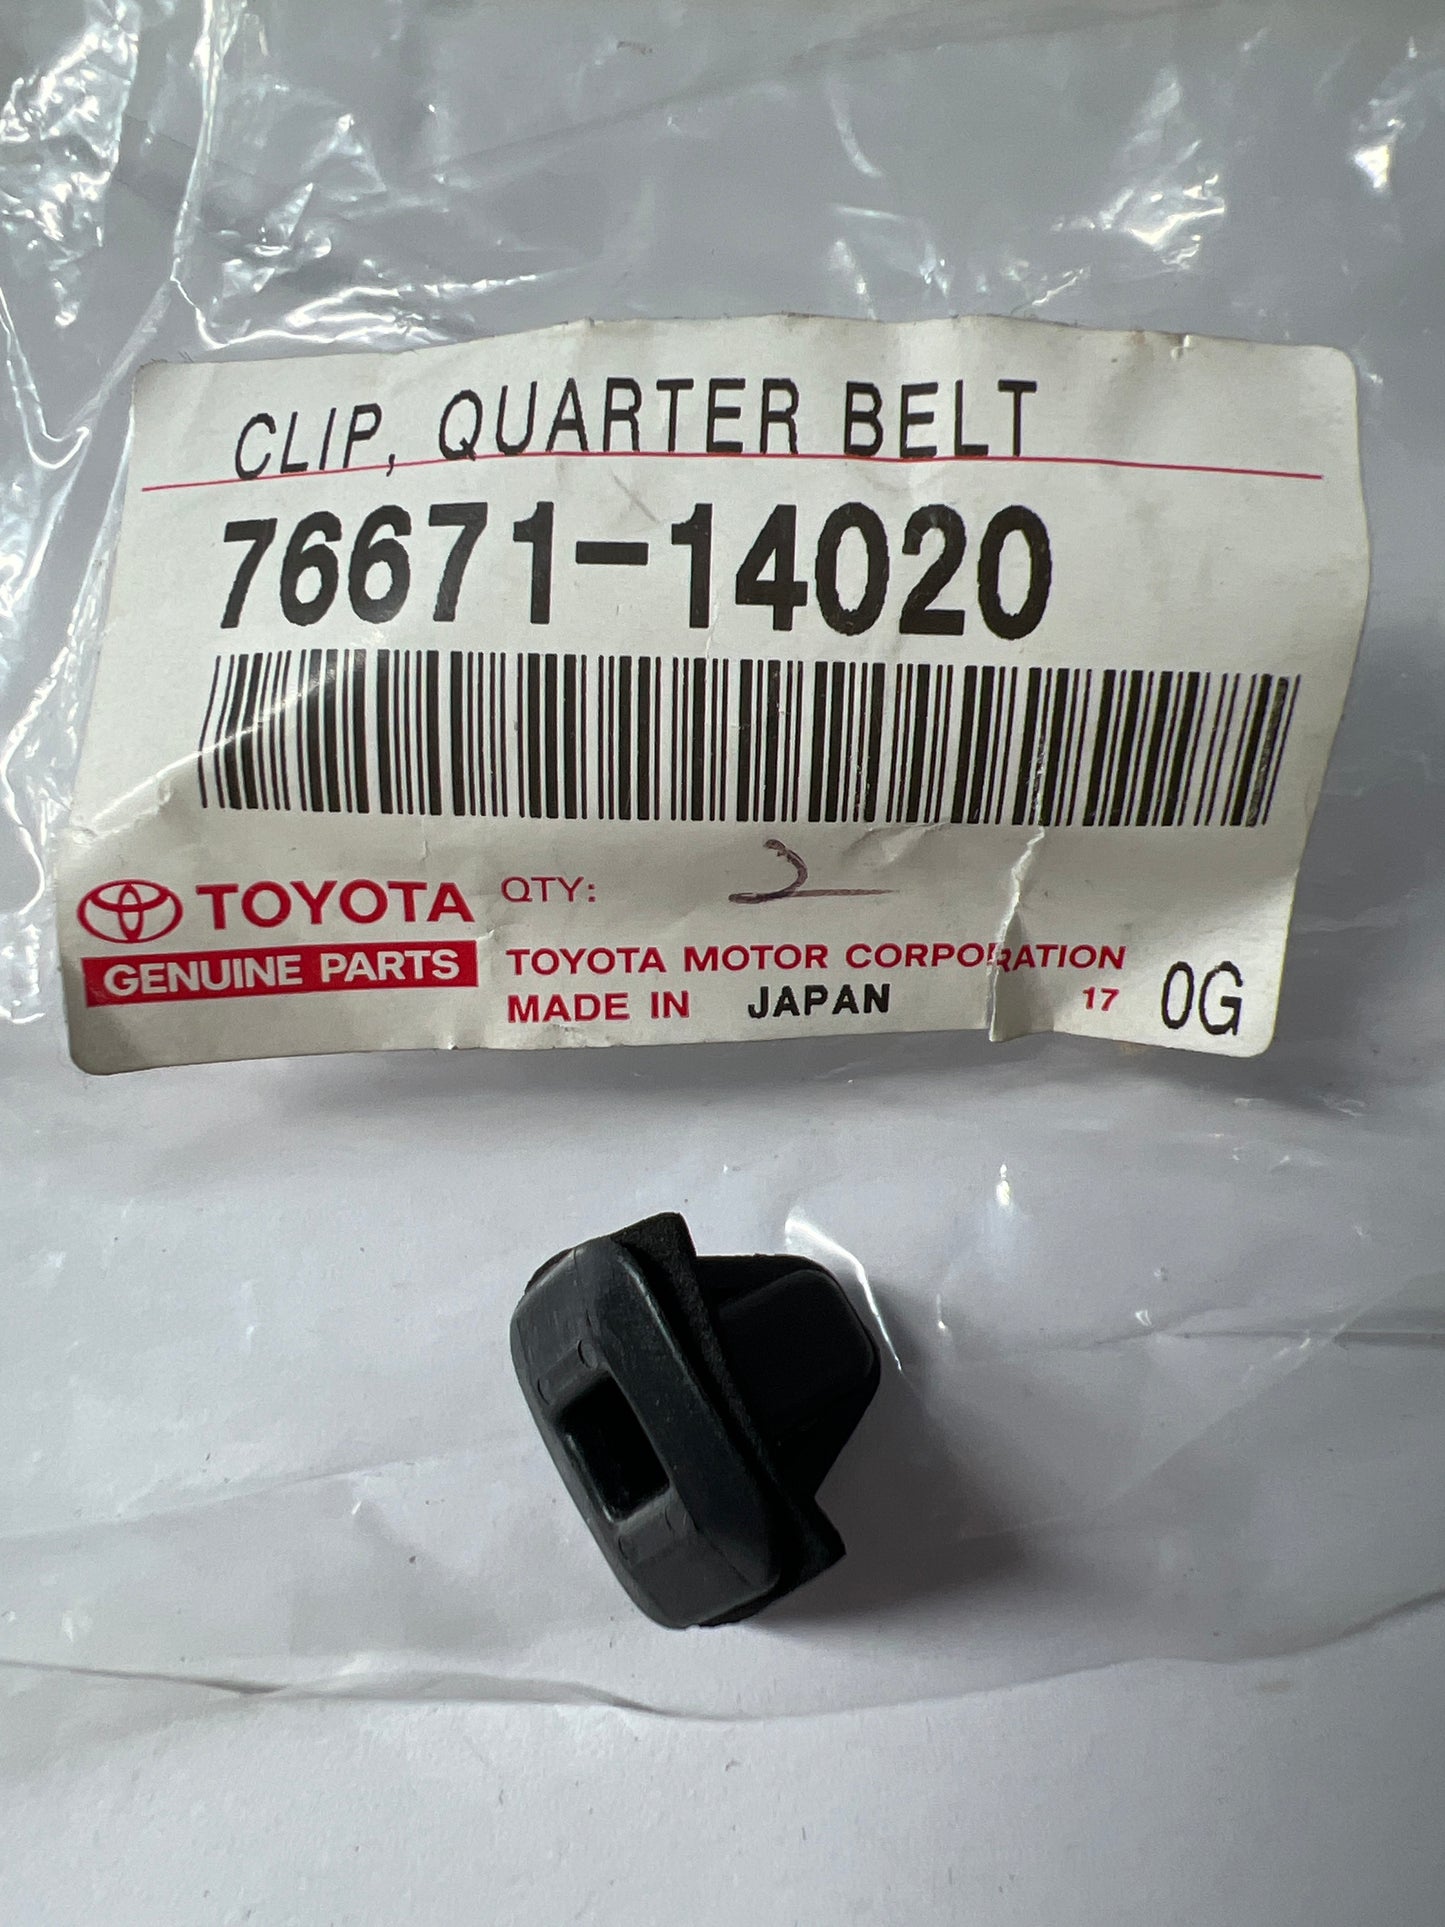 CLIP, QUARTER BELT
76671-14020
TOYOTA QTY: 2
GENUINE PARTS TOYOTA MOTOR CORPORATION
MADE IN JAPAN 17 0G